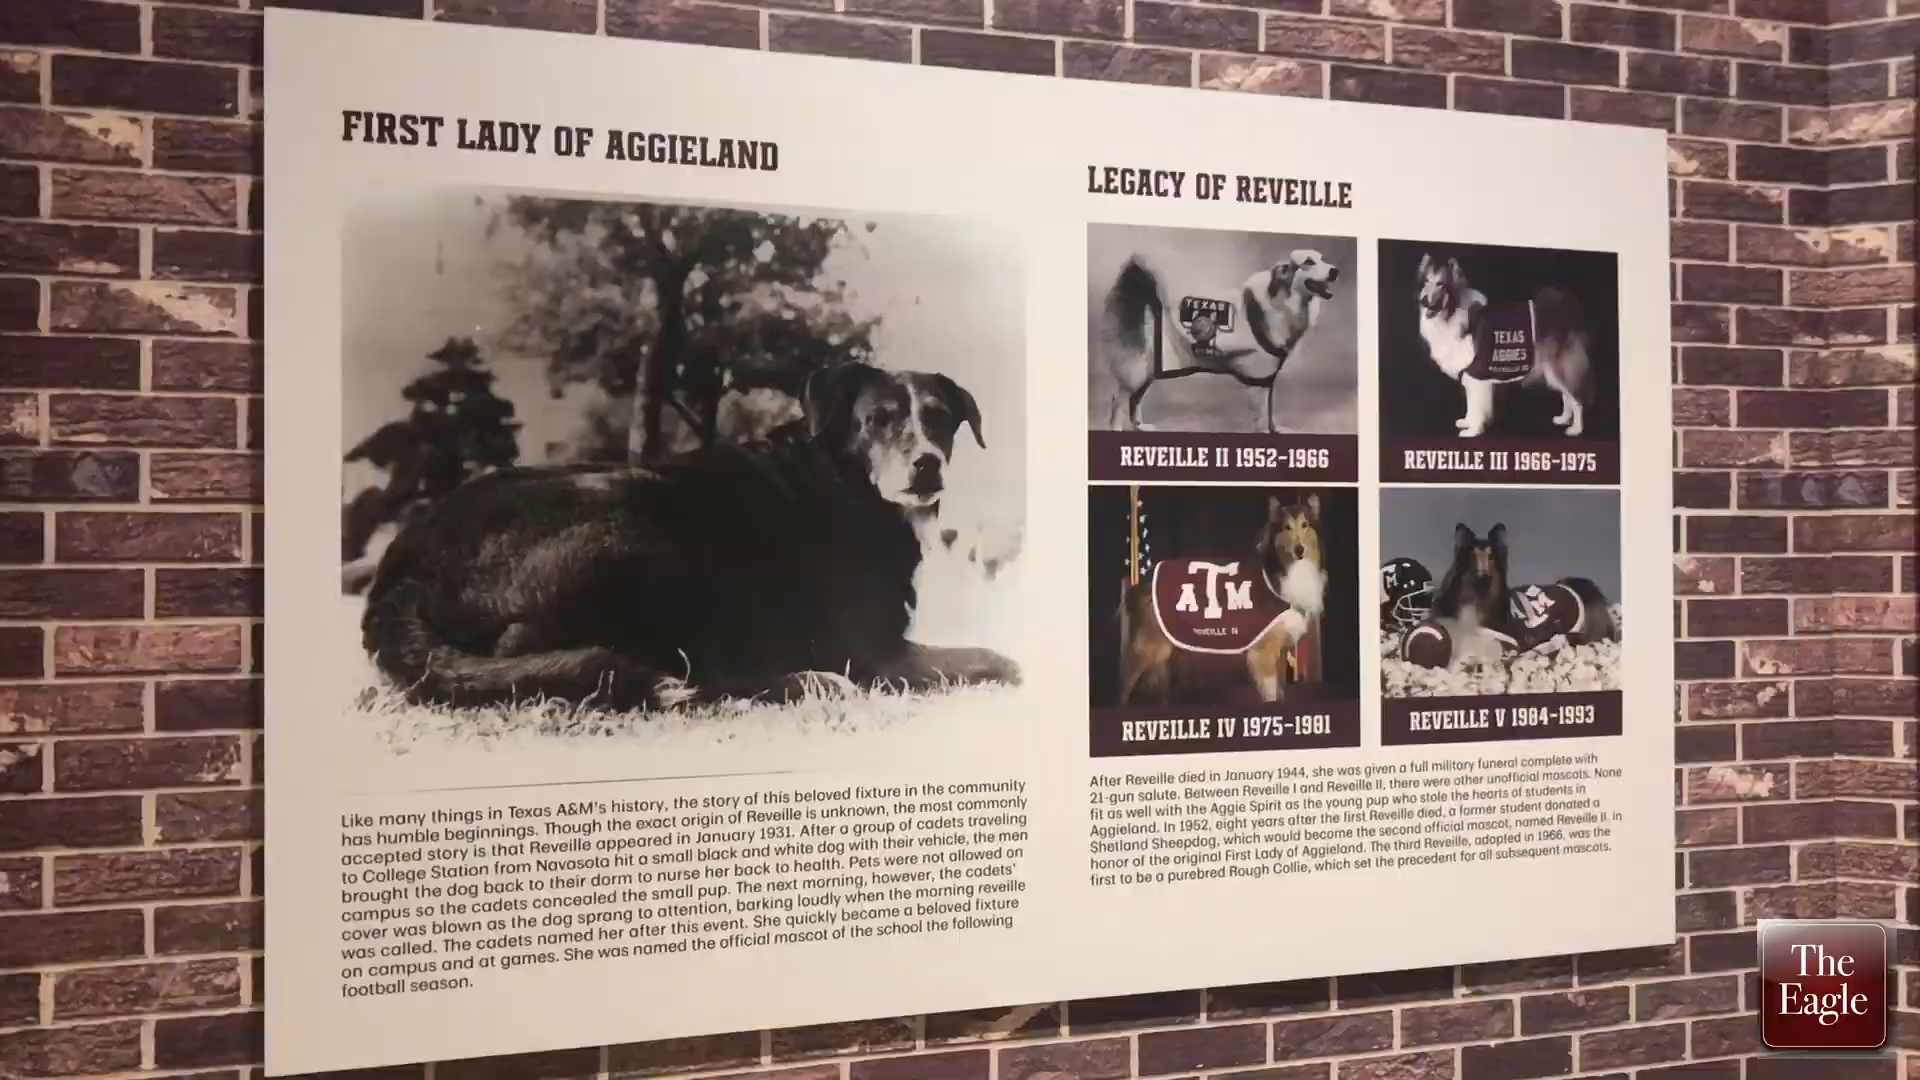 FIRST LADY OF AGGIELAND
Like many things in Texas A&M's history, the story of this beloved fixture in the community
has humble beginnings. Though the exact origin of Reveille is unknown, the most commonly
accepted story is that Reveille appeared in January 1931. After a group of cadets traveling
to College Station from Navasota hit a small black and white dog with their vehicle, the men
brought the dog back to their dorm to nurse her back to health. Pets were not allowed on
campus so the cadets concealed the small pup. The next morning, however, the cadets'
cover was blown as the dog sprang to attention, barking loudly when the morning reveille
was called. The cadets named her after this event. She quickly became a beloved fixture
on campus and at games. She was named the official mascot of the school the following
football season.
LEGACY OF REVEILLE
TEXAS
TEXAS
AGGIES
REVEILLE II 1952-1966
REVEILLE III 1966-1975
ATM
REVEILLE IV
M
ATM
REVEILLE IV 1975-1981
REVEILLE V 1984-1993
After Reveille died in January 1944, she was given a full military funeral complete with
21-gun salute. Between Reveille I and Reveille II, there were other unofficial mascots. None
fit as well with the Aggie Spirit as the young pup who stole the hearts of students in
Aggieland. In 1952, eight years after the first Reveille died, a former student donated a
Shetland Sheepdog, which would become the second official mascot, named Reveille II, in
honor of the original First Lady of Aggieland. The third Reveille, adopted in 1966, was the
first to be a purebred Rough Collie, which set the precedent for all subsequent mascots.
The
Eagle